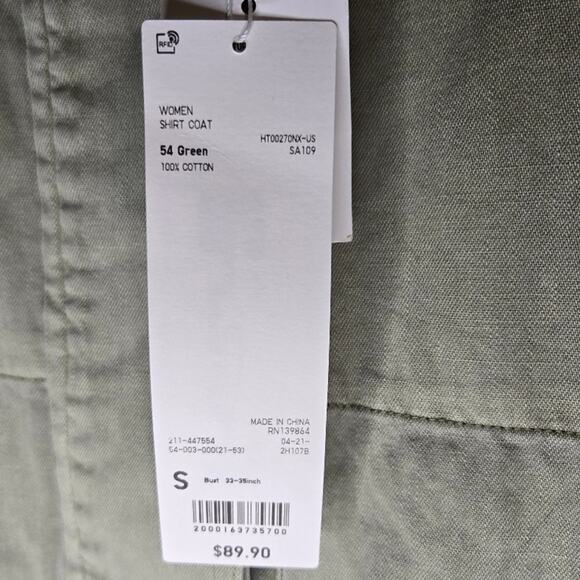 RFID
WOMEN
SHIRT COAT
HT00270NX-US
54 Green SA109
100% COTTON
MADE IN CHINA
RN139864
211-447554 04-21-
54-003-000(21-53) 2H107B
S Bust 33-35inch
2000163735700
$89.90